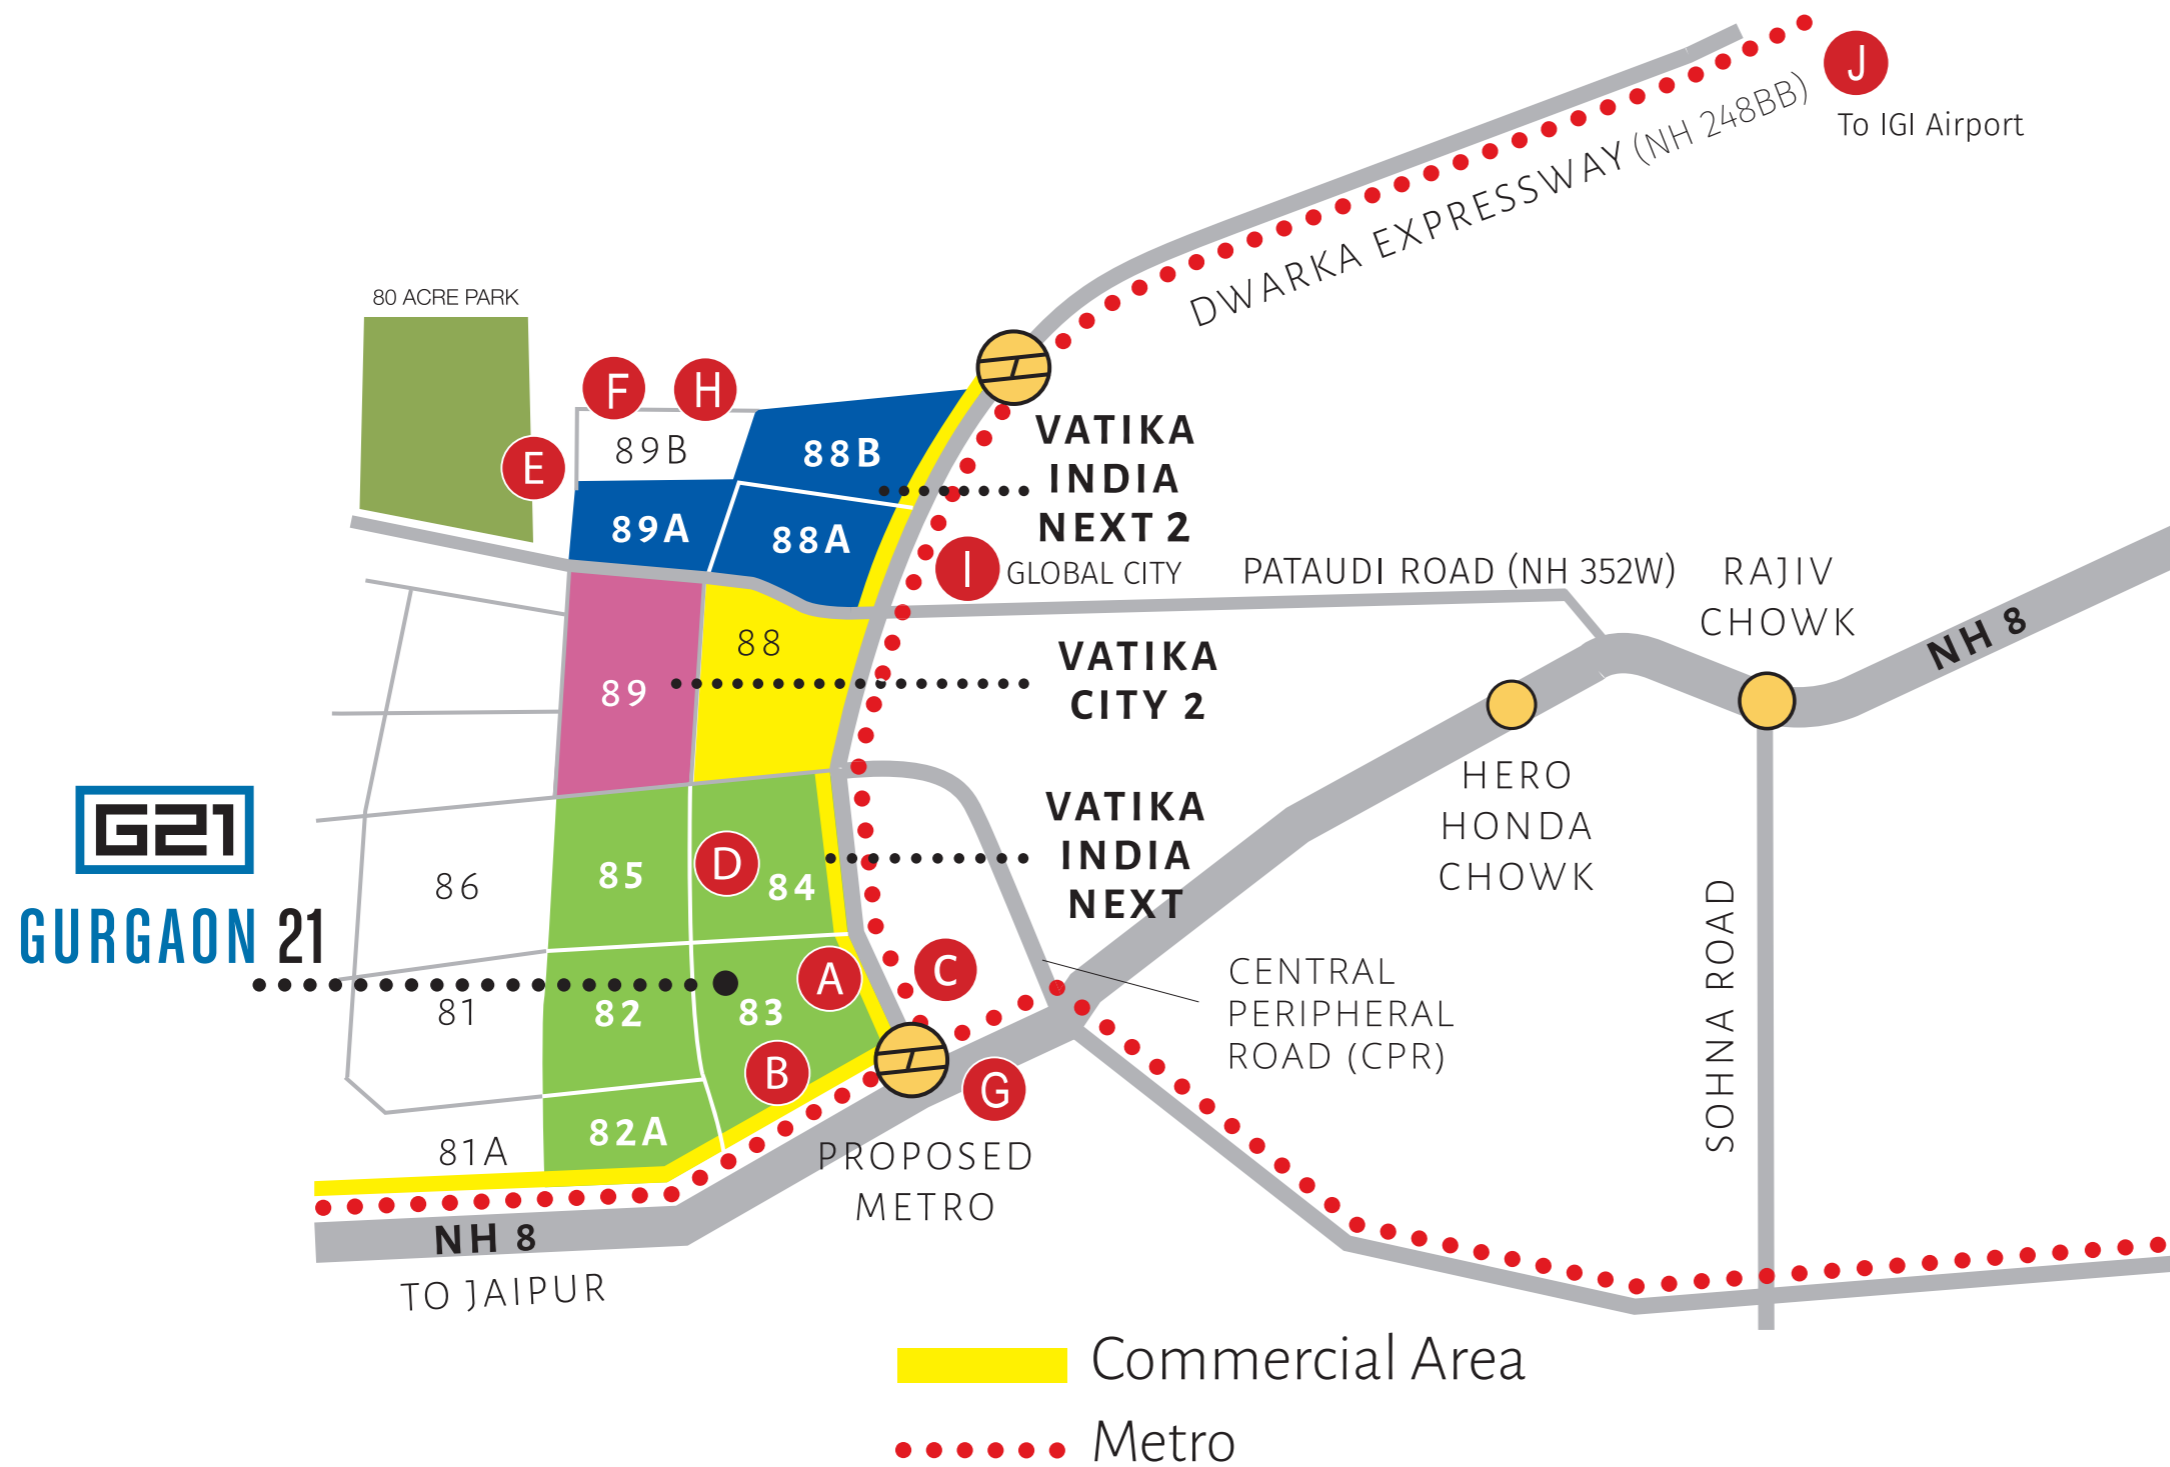 J
To IGI Airport
DWARKA EXPRESSWAY (NH 248BB)
80 ACRE PARK
F
H
E
89B
88B
89A
88A
VATIKA
INDIA
NEXT 2
I
GLOBAL CITY
PATAUDI ROAD (NH 352W)
RAJIV
CHOWK
NH 8
88
89
VATIKA
CITY 2
HERO
HONDA
CHOWK
VATIKA
INDIA
NEXT
G21
GURGAON 21
86
85
D
84
81
82
83
A
B
C
G
CENTRAL
PERIPHERAL
ROAD (CPR)
SOHNA ROAD
81A
82A
PROPOSED
METRO
NH 8
TO JAIPUR
Commercial Area
Metro